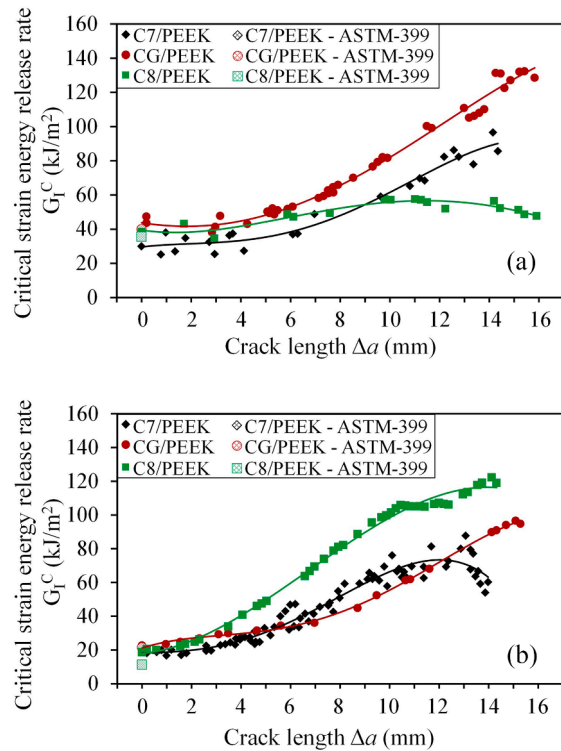 C7/PEEK C7/PEEK - ASTM-399
CG/PEEK CG/PEEK - ASTM-399
C8/PEEK C8/PEEK - ASTM-399
Critical strain energy release rate
G_I^C (kJ/m²)
160
140
120
100
80
60
40
20
0
(a)
0 2 4 6 8 10 12 14 16
Crack length Δa (mm)
C7/PEEK C7/PEEK - ASTM-399
CG/PEEK CG/PEEK - ASTM-399
C8/PEEK C8/PEEK - ASTM-399
Critical strain energy release rate
G_I^C (kJ/m²)
160
140
120
100
80
60
40
20
0
(b)
0 2 4 6 8 10 12 14 16
Crack length Δa (mm)